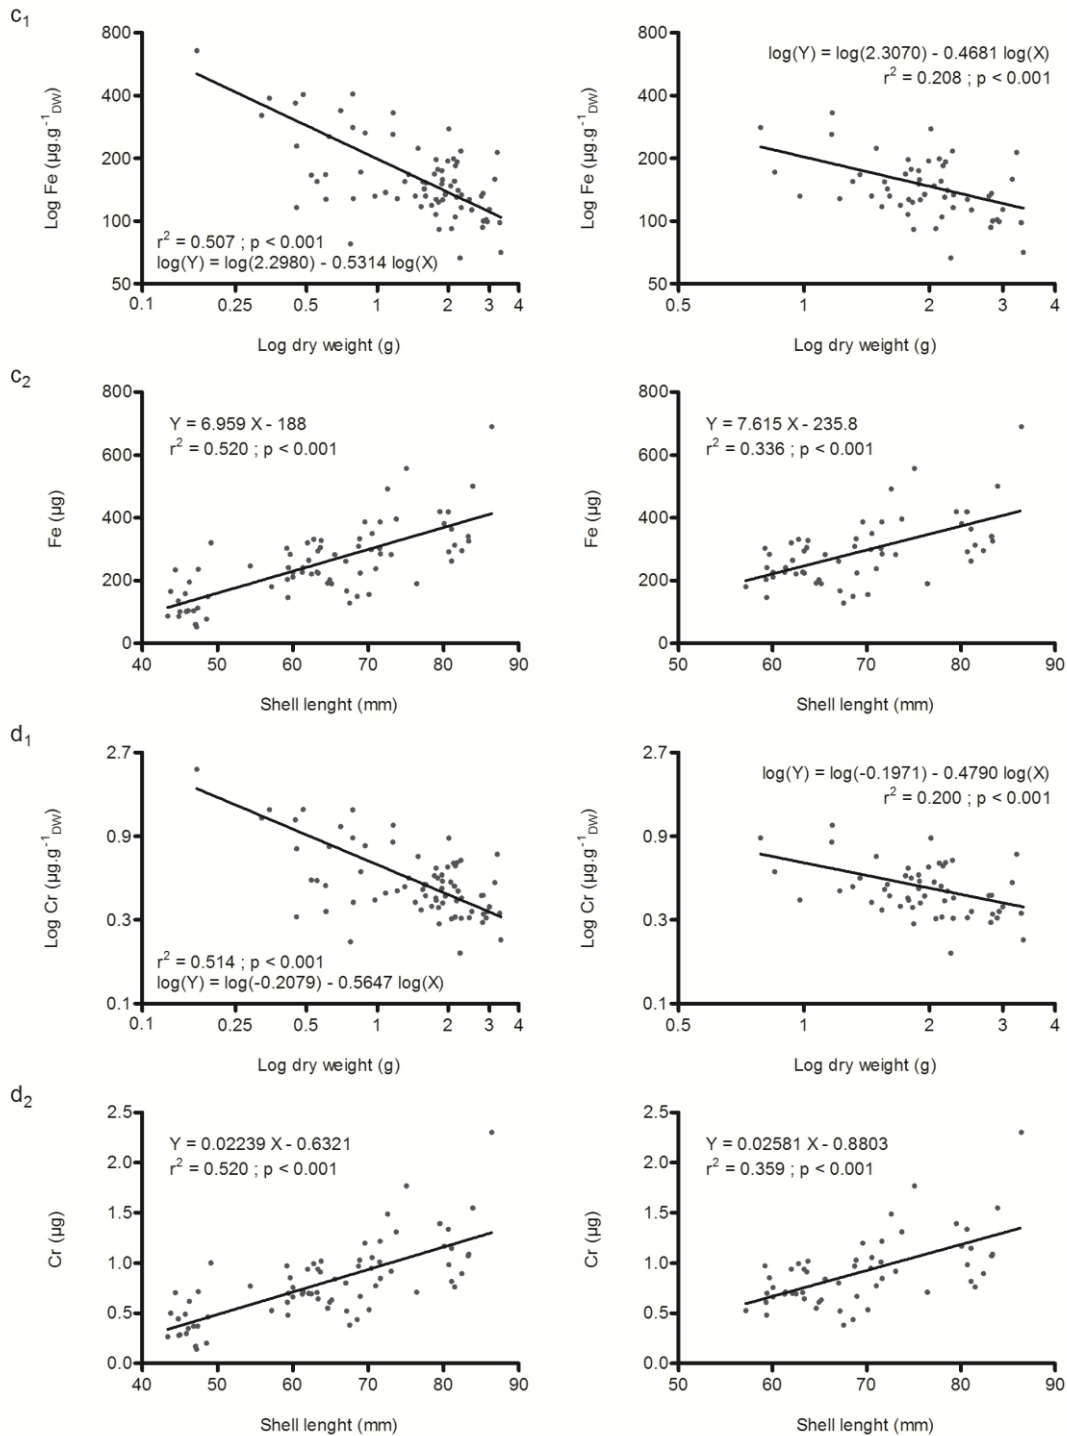 c1
800
400
200
100
50
Log Fe (µg.g-1DW)
r2 = 0.507 ; p < 0.001
log(Y) = log(2.2980) - 0.5314 log(X)
0.1 0.25 0.5 1 2 3 4
Log dry weight (g)
800
400
200
100
50
Log Fe (µg.g-1DW)
log(Y) = log(2.3070) - 0.4681 log(X)
r2 = 0.208 ; p < 0.001
0.5 1 2 3 4
Log dry weight (g)
c2
800
600
400
200
0
Fe (µg)
Y = 6.959 X - 188
r2 = 0.520 ; p < 0.001
40 50 60 70 80 90
Shell lenght (mm)
800
600
400
200
0
Fe (µg)
Y = 7.615 X - 235.8
r2 = 0.336 ; p < 0.001
50 60 70 80 90
Shell lenght (mm)
d1
2.7
0.9
0.3
0.1
Log Cr (µg.g-1DW)
r2 = 0.514 ; p < 0.001
log(Y) = log(-0.2079) - 0.5647 log(X)
0.1 0.25 0.5 1 2 3 4
Log dry weight (g)
2.7
0.9
0.3
0.1
Log Cr (µg.g-1DW)
log(Y) = log(-0.1971) - 0.4790 log(X)
r2 = 0.200 ; p < 0.001
0.5 1 2 3 4
Log dry weight (g)
d2
2.5
2.0
1.5
1.0
0.5
0.0
Cr (µg)
Y = 0.02239 X - 0.6321
r2 = 0.520 ; p < 0.001
40 50 60 70 80 90
Shell lenght (mm)
2.5
2.0
1.5
1.0
0.5
0.0
Cr (µg)
Y = 0.02581 X - 0.8803
r2 = 0.359 ; p < 0.001
50 60 70 80 90
Shell lenght (mm)